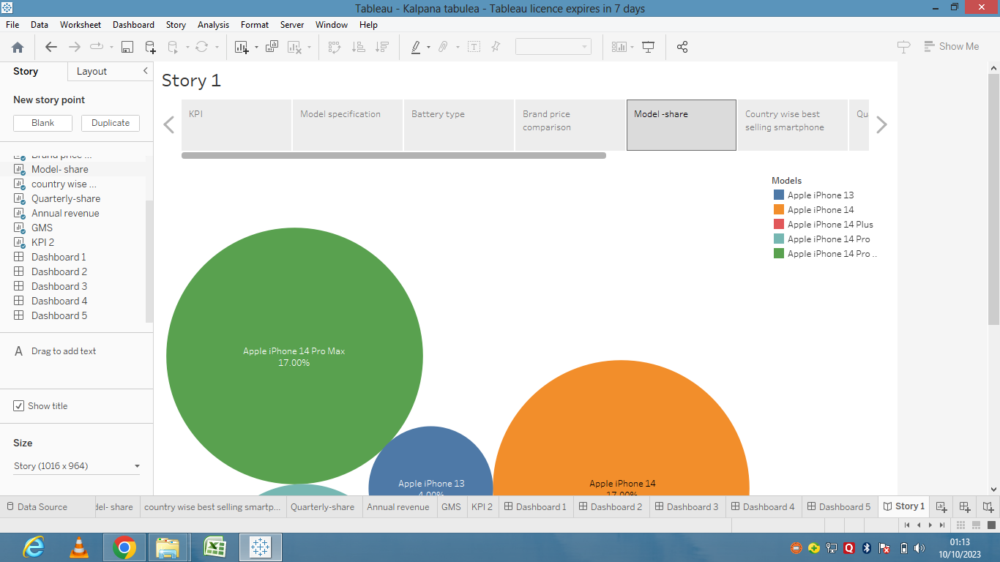 Tableau - Kalpana tabulea - Tableau licence expires in 7 days
File Data Worksheet Dashboard Story Analysis Format Server Window Help
Show Me
Story Layout
New story point
Blank Duplicate
Brand price ...
Model- share
country wise ...
Quarterly-share
Annual revenue
GMS
KPI 2
Dashboard 1
Dashboard 2
Dashboard 3
Dashboard 4
Dashboard 5
A Drag to add text
Show title
Size
Story (1016 x 964)
Story 1
KPI
Model specification
Battery type
Brand price
comparison
Model -share
Country wise best
selling smartphone
Qu
Models
Apple iPhone 13
Apple iPhone 14
Apple iPhone 14 Plus
Apple iPhone 14 Pro
Apple iPhone 14 Pro ..
Apple iPhone 14 Pro Max
17.00%
Apple iPhone 13
4.00%
Apple iPhone 14
17.00%
Data Source del- share country wise best selling smartp... Quarterly-share Annual revenue GMS KPI 2 Dashboard 1 Dashboard 2 Dashboard 3 Dashboard 4 Dashboard 5 Story 1
01:13
10/10/2023